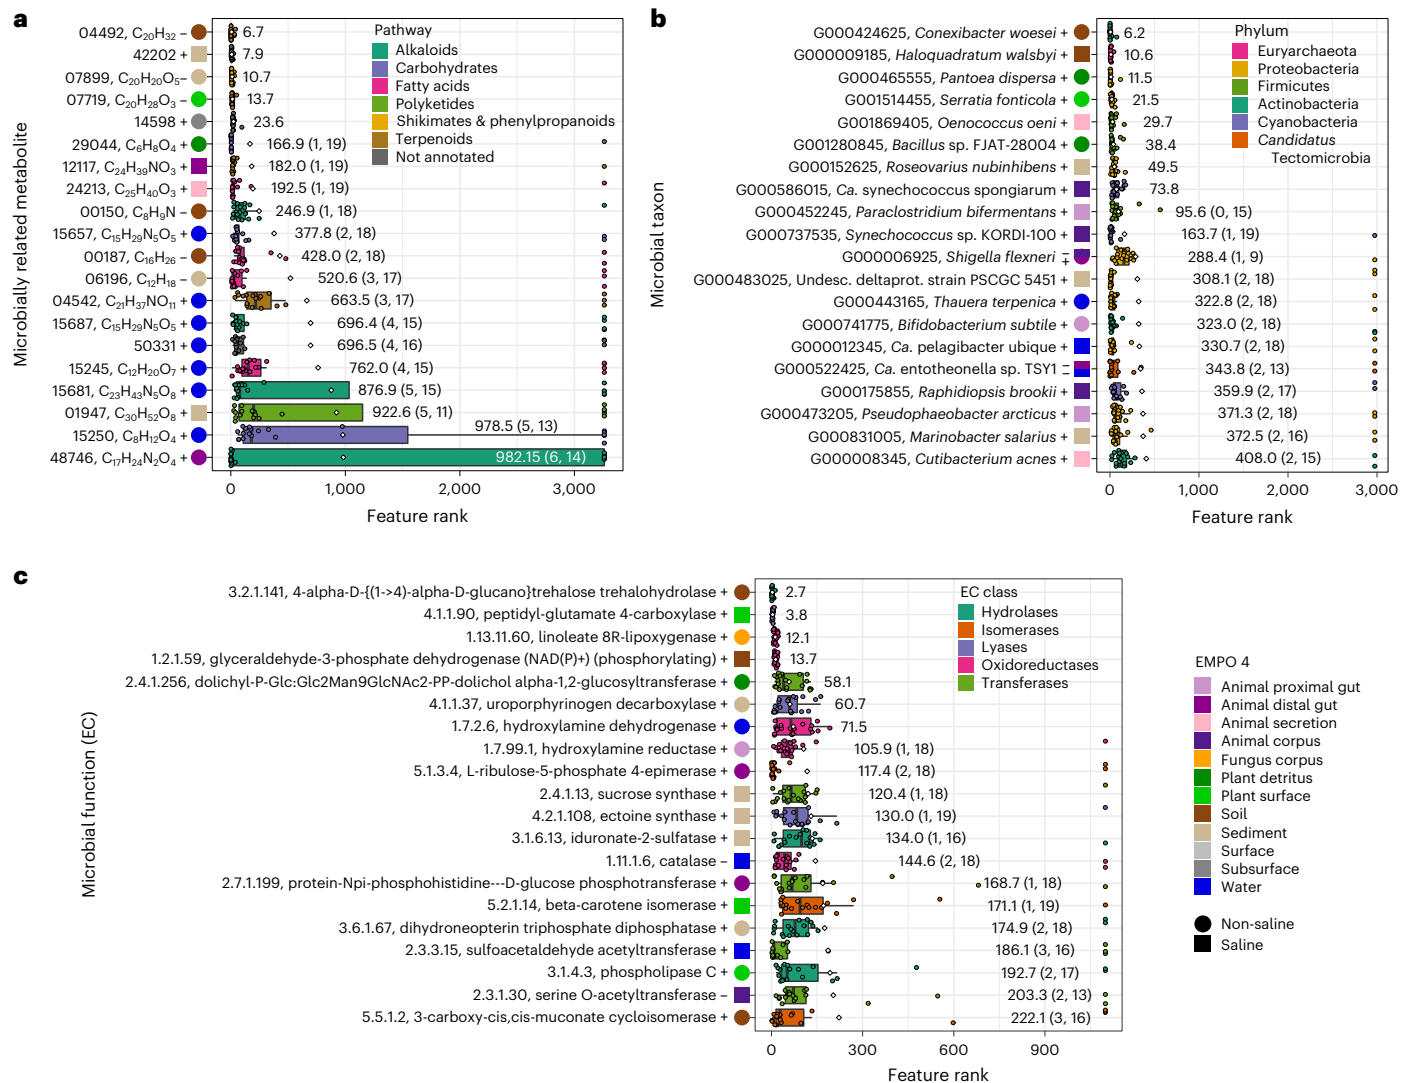 a
Microbially related metabolite
04492, C₂₀H₃₂ – 6.7
42202 + 7.9
07899, C₂₀H₂₀O₅– 10.7
07719, C₂₀H₂₈O₃ – 13.7
14598 + 23.6
29044, C₆H₈O₄ + 166.9 (1, 19)
12117, C₂₄H₃₉NO₃ + 182.0 (1, 19)
24213, C₂₅H₄₀O₃ + 192.5 (1, 19)
00150, C₈H₉N – 246.9 (1, 18)
15657, C₁₅H₂₉N₅O₅ + 377.8 (2, 18)
00187, C₁₆H₂₆ – 428.0 (2, 18)
06196, C₁₂H₁₈ – 520.6 (3, 17)
04542, C₂₁H₃₇NO₁₁ + 663.5 (3, 17)
15687, C₁₅H₂₉N₅O₅ + 696.4 (4, 15)
50331 + 696.5 (4, 16)
15245, C₁₂H₂₀O₇ + 762.0 (4, 15)
15681, C₂₃H₄₃N₅O₈ + 876.9 (5, 15)
01947, C₃₀H₅₂O₈ + 922.6 (5, 11)
15250, C₈H₁₂O₄ + 978.5 (5, 13)
48746, C₁₇H₂₄N₂O₄ + 982.15 (6, 14)
Pathway
Alkaloids
Carbohydrates
Fatty acids
Polyketides
Shikimates & phenylpropanoids
Terpenoids
Not annotated
0 1,000 2,000 3,000
Feature rank
b
Microbial taxon
G000424625, Conexibacter woesei + 6.2
G000009185, Haloquadratum walsbyi + 10.6
G000465555, Pantoea dispersa + 11.5
G001514455, Serratia fonticola + 21.5
G001869405, Oenococcus oeni + 29.7
G001280845, Bacillus sp. FJAT-28004 + 38.4
G000152625, Roseovarius nubinhibens + 49.5
G000586015, Ca. synechococcus spongiarum + 73.8
G000452245, Paraclostridium bifermentans + 95.6 (0, 15)
G000737535, Synechococcus sp. KORDI-100 + 163.7 (1, 19)
G000006925, Shigella flexneri – + 288.4 (1, 9)
G000483025, Undesc. deltaprot. strain PSCGC 5451 + 308.1 (2, 18)
G000443165, Thauera terpenica + 322.8 (2, 18)
G000741775, Bifidobacterium subtile + 323.0 (2, 18)
G000012345, Ca. pelagibacter ubique + 330.7 (2, 18)
G000522425, Ca. entotheonella sp. TSY1 – – 343.8 (2, 13)
G000175855, Raphidiopsis brookii + 359.9 (2, 17)
G000473205, Pseudophaeobacter arcticus + 371.3 (2, 18)
G000831005, Marinobacter salarius + 372.5 (2, 16)
G000008345, Cutibacterium acnes + 408.0 (2, 15)
Phylum
Euryarchaeota
Proteobacteria
Firmicutes
Actinobacteria
Cyanobacteria
Candidatus
Tectomicrobia
0 1,000 2,000 3,000
Feature rank
c
Microbial function (EC)
3.2.1.141, 4-alpha-D-{(1->4)-alpha-D-glucano}trehalose trehalohydrolase + 2.7
4.1.1.90, peptidyl-glutamate 4-carboxylase + 3.8
1.13.11.60, linoleate 8R-lipoxygenase + 12.1
1.2.1.59, glyceraldehyde-3-phosphate dehydrogenase (NAD(P)+) (phosphorylating) + 13.7
2.4.1.256, dolichyl-P-Glc:Glc2Man9GlcNAc2-PP-dolichol alpha-1,2-glucosyltransferase + 58.1
4.1.1.37, uroporphyrinogen decarboxylase + 60.7
1.7.2.6, hydroxylamine dehydrogenase + 71.5
1.7.99.1, hydroxylamine reductase + 105.9 (1, 18)
5.1.3.4, L-ribulose-5-phosphate 4-epimerase + 117.4 (2, 18)
2.4.1.13, sucrose synthase + 120.4 (1, 18)
4.2.1.108, ectoine synthase + 130.0 (1, 19)
3.1.6.13, iduronate-2-sulfatase + 134.0 (1, 16)
1.11.1.6, catalase – 144.6 (2, 18)
2.7.1.199, protein-Npi-phosphohistidine---D-glucose phosphotransferase + 168.7 (1, 18)
5.2.1.14, beta-carotene isomerase + 171.1 (1, 19)
3.6.1.67, dihydroneopterin triphosphate diphosphatase + 174.9 (2, 18)
2.3.3.15, sulfoacetaldehyde acetyltransferase + 186.1 (3, 16)
3.1.4.3, phospholipase C + 192.7 (2, 17)
2.3.1.30, serine O-acetyltransferase – 203.3 (2, 13)
5.5.1.2, 3-carboxy-cis,cis-muconate cycloisomerase + 222.1 (3, 16)
EC class
Hydrolases
Isomerases
Lyases
Oxidoreductases
Transferases
0 300 600 900
Feature rank
EMPO 4
Animal proximal gut
Animal distal gut
Animal secretion
Animal corpus
Fungus corpus
Plant detritus
Plant surface
Soil
Sediment
Surface
Subsurface
Water
Non-saline
Saline